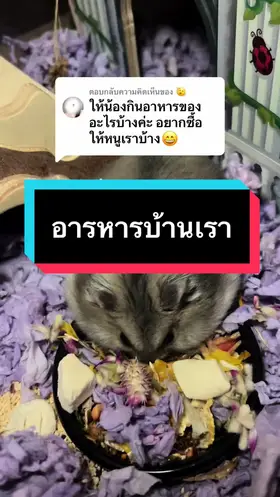 ตอบกลับความคิดเห็นของ 😉
ให้น้องกินอาหารของ
อะไรบ้างค่ะ อยากซื้อ
ให้หนูเราบ้าง😄
อารหารบ้านเรา